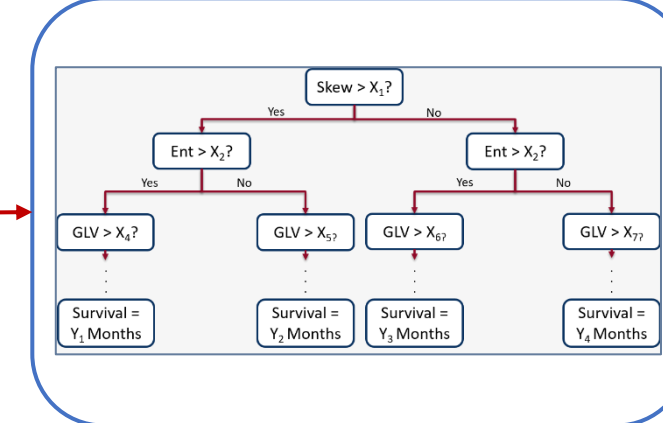 Skew > X₁?
Yes
No
Ent > X₂?
Ent > X₂?
Yes
No
Yes
No
GLV > X₄?
GLV > X₅?
GLV > X₆?
GLV > X₇?
Survival =
Y₁ Months
Survival =
Y₂ Months
Survival =
Y₃ Months
Survival =
Y₄ Months